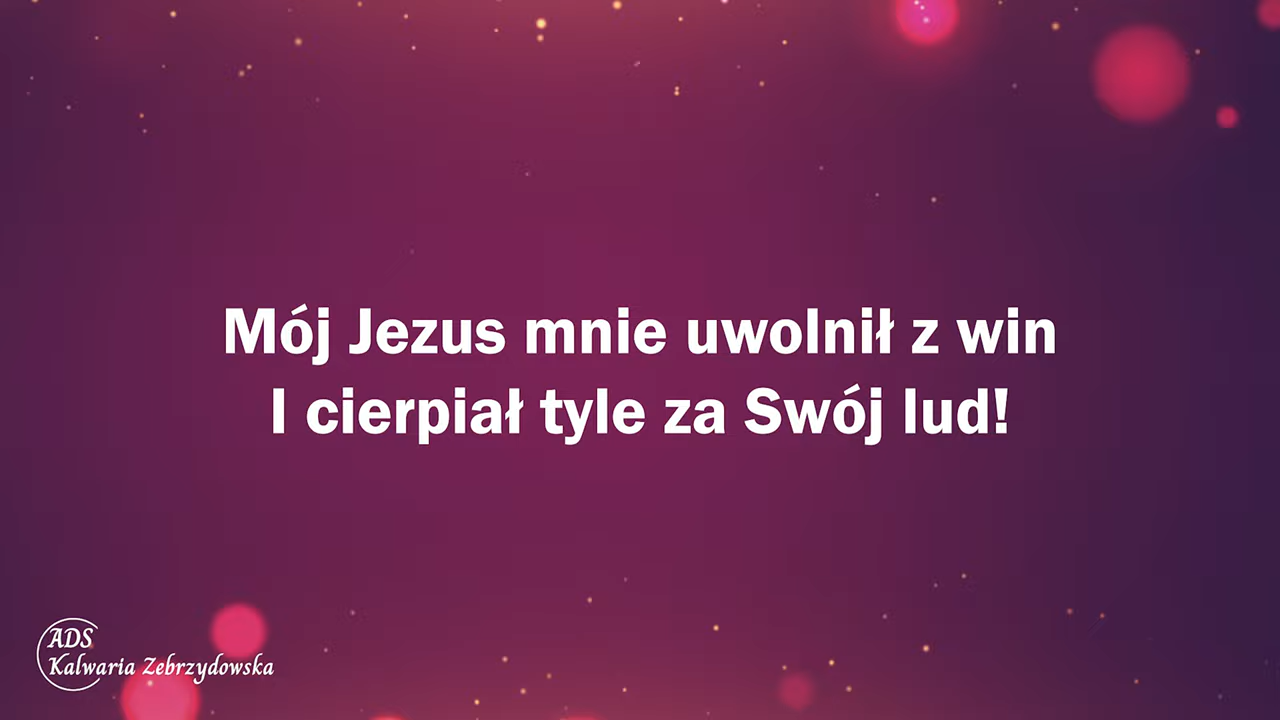 Mój Jezus mnie uwolnił z win
I cierpiał tyle za Swój lud!
ADS
Kalwaria Zebrzydowska